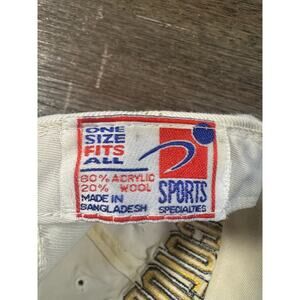 ONE
SIZE
FITS
ALL
80% ACRYLIC
20% WOOL
MADE IN
BANGLADESH
SPORTS
SPECIALTIES